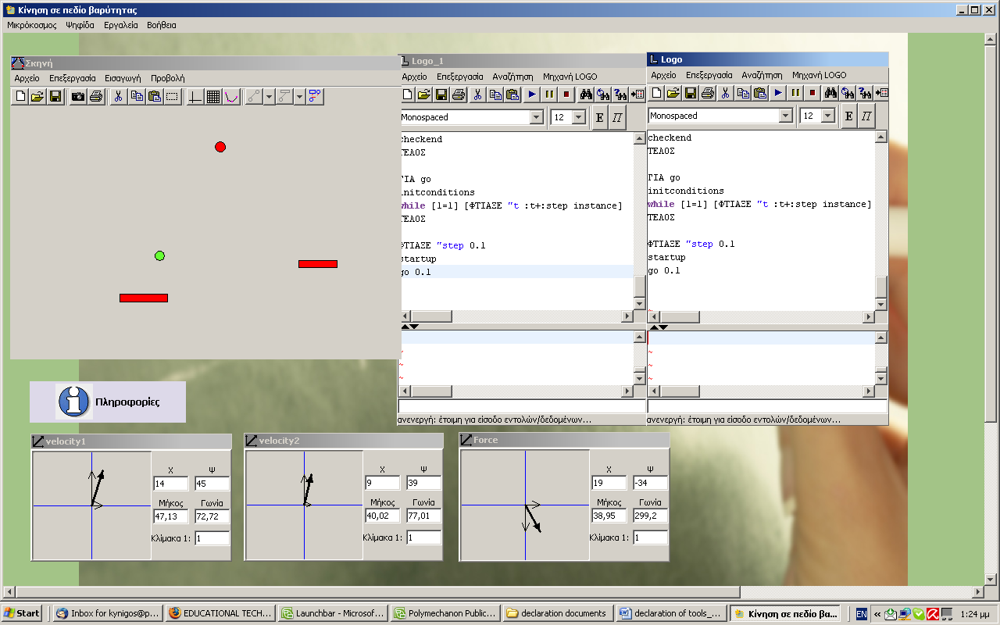 Κίνηση σε πεδίο βαρύτητας
Μικρόκοσμος Ψηφίδα Εργαλεία Βοήθεια
Σκηνή
Αρχείο Επεξεργασία Εισαγωγή Προβολή
Logo_1
Αρχείο Επεξεργασία Αναζήτηση Μηχανή LOGO
Monospaced 12 E Π
checkend
ΤΕΛΟΣ
ΓΙΑ go
initconditions
while [1=1] [ΦΤΙΑΞΕ "t :t+:step instance]
ΤΕΛΟΣ
ΦΤΙΑΞΕ "step 0.1
startup
go 0.1
~
~
~
ανενεργή: έτοιμη για είσοδο εντολών/δεδομένων...
Logo
Αρχείο Επεξεργασία Αναζήτηση Μηχανή LOGO
Monospaced 12 E Π
checkend
ΤΕΛΟΣ
ΓΙΑ go
initconditions
while [1=1] [ΦΤΙΑΞΕ "t :t+:step instance]
ΤΕΛΟΣ
ΦΤΙΑΞΕ "step 0.1
startup
go 0.1
~
~
~
ανενεργή: έτοιμη για είσοδο εντολών/δεδομένων...
Πληροφορίες
velocity1
Χ Ψ
14 45
Μήκος Γωνία
47,13 72,72
Κλίμακα 1: 1
velocity2
Χ Ψ
9 39
Μήκος Γωνία
40,02 77,01
Κλίμακα 1: 1
Force
Χ Ψ
19 -34
Μήκος Γωνία
38,95 299,2
Κλίμακα 1: 1
Start Inbox for kynigos@p... EDUCATIONAL TECH... Launchbar - Microsof... Polymechanon Public... declaration documents declaration of tools_... Κίνηση σε πεδίο βα... EN « 1:24 μμ